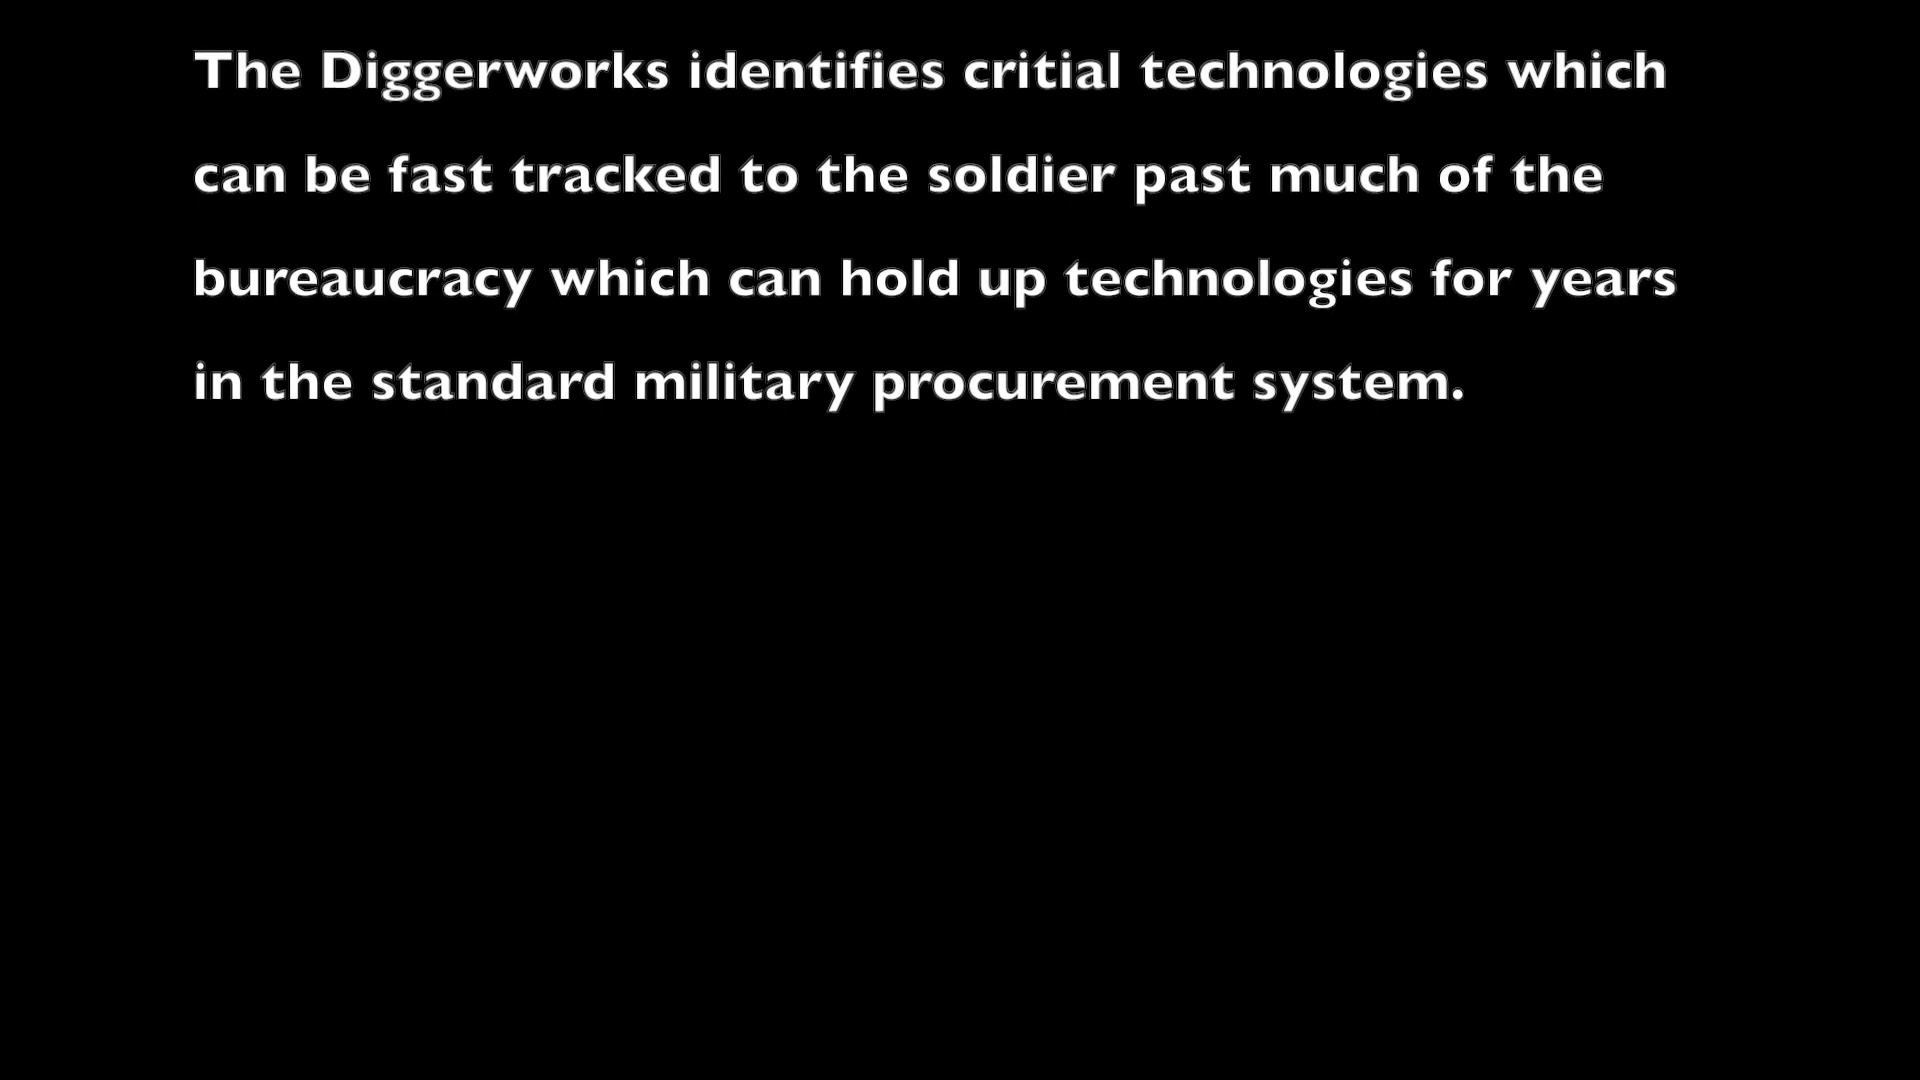 The Diggerworks identifies critial technologies which
can be fast tracked to the soldier past much of the
bureaucracy which can hold up technologies for years
in the standard military procurement system.